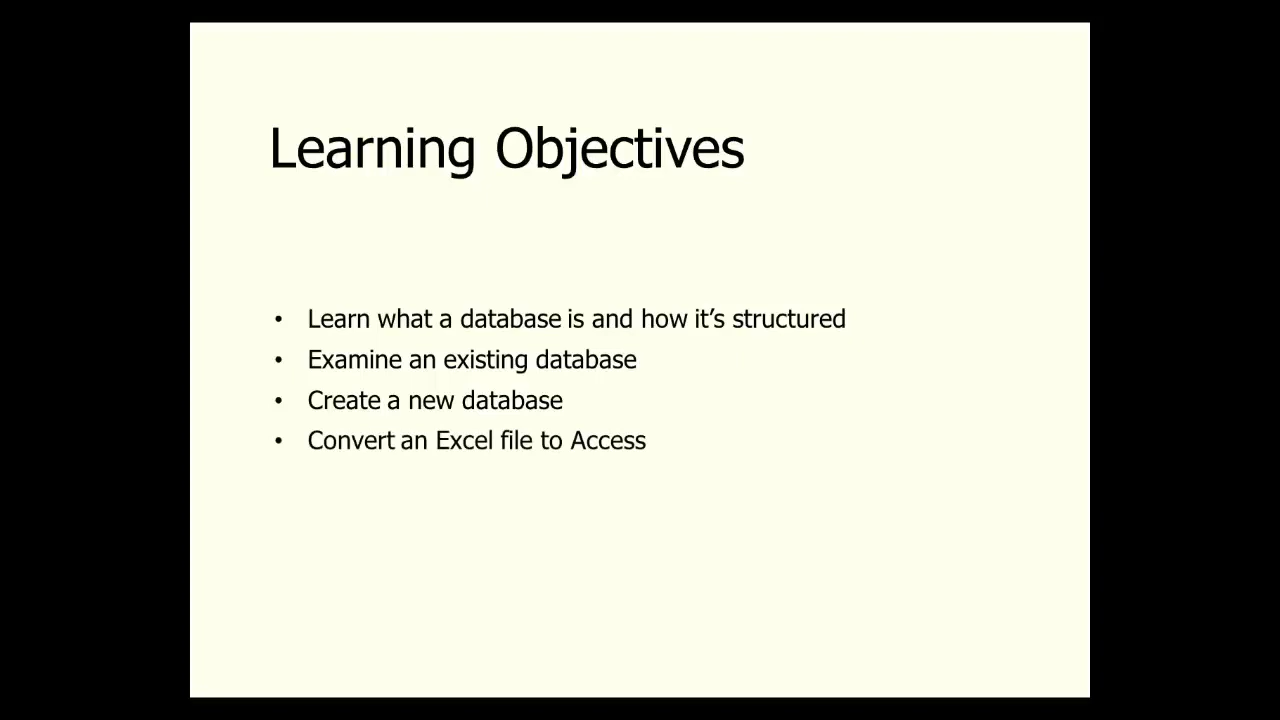 Learning Objectives
• Learn what a database is and how it’s structured
• Examine an existing database
• Create a new database
• Convert an Excel file to Access